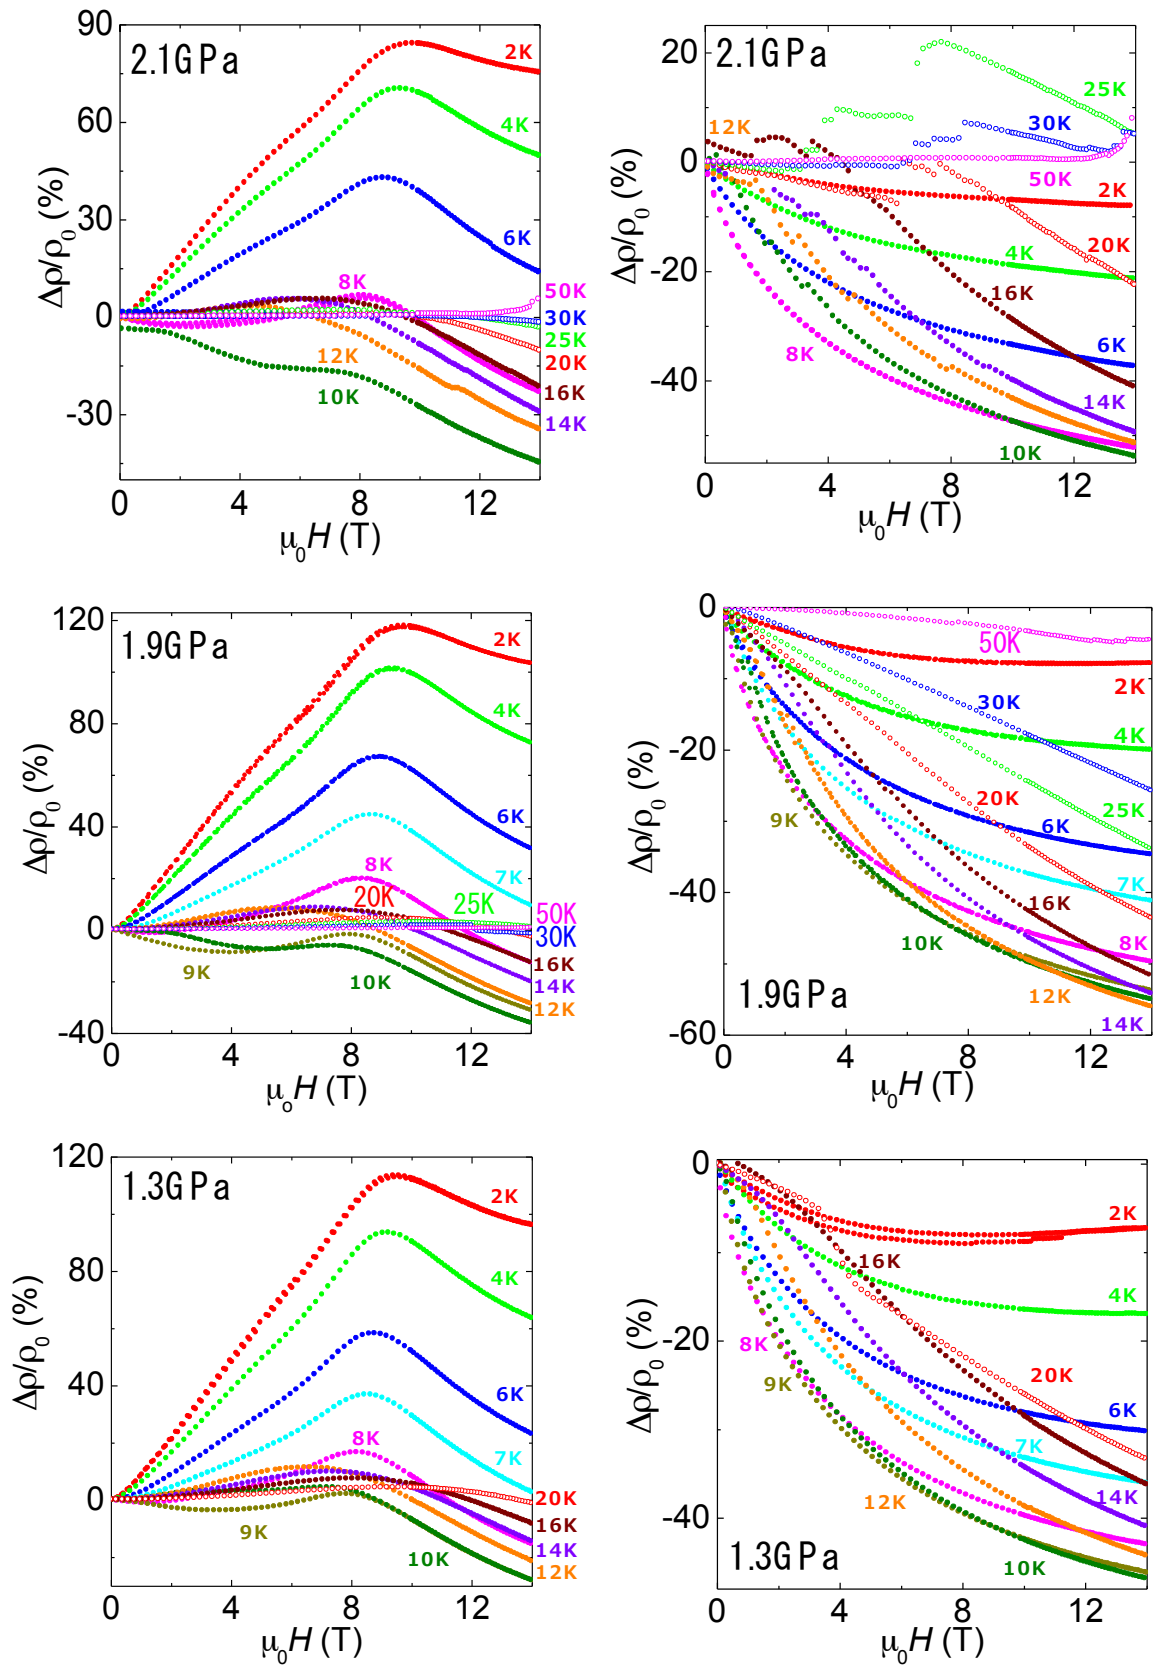 2.1GPa
Δρ/ρ0 (%)
90
60
30
0
-30
2K
4K
6K
8K
50K
30K
25K
20K
12K
16K
10K
14K
0 4 8 12
μ0H (T)
2.1GPa
Δρ/ρ0 (%)
20
0
-20
-40
25K
12K
30K
50K
2K
20K
4K
16K
6K
8K
14K
10K
0 4 8 12
μ0H (T)
1.9GPa
Δρ/ρ0 (%)
120
80
40
0
-40
2K
4K
6K
7K
8K
20K
25K
50K
30K
9K
10K
16K
14K
12K
0 4 8 12
μoH (T)
1.9GPa
Δρ/ρ0 (%)
0
-20
-40
-60
50K
2K
30K
4K
20K
25K
9K
6K
7K
16K
10K
8K
12K
14K
0 4 8 12
μ0H (T)
1.3GPa
Δρ/ρ0 (%)
120
80
40
0
2K
4K
6K
8K
7K
20K
16K
9K
14K
10K
12K
0 4 8 12
μ0H (T)
1.3GPa
Δρ/ρ0 (%)
0
-20
-40
2K
16K
4K
8K
20K
9K
6K
7K
12K
14K
10K
0 4 8 12
μ0H (T)